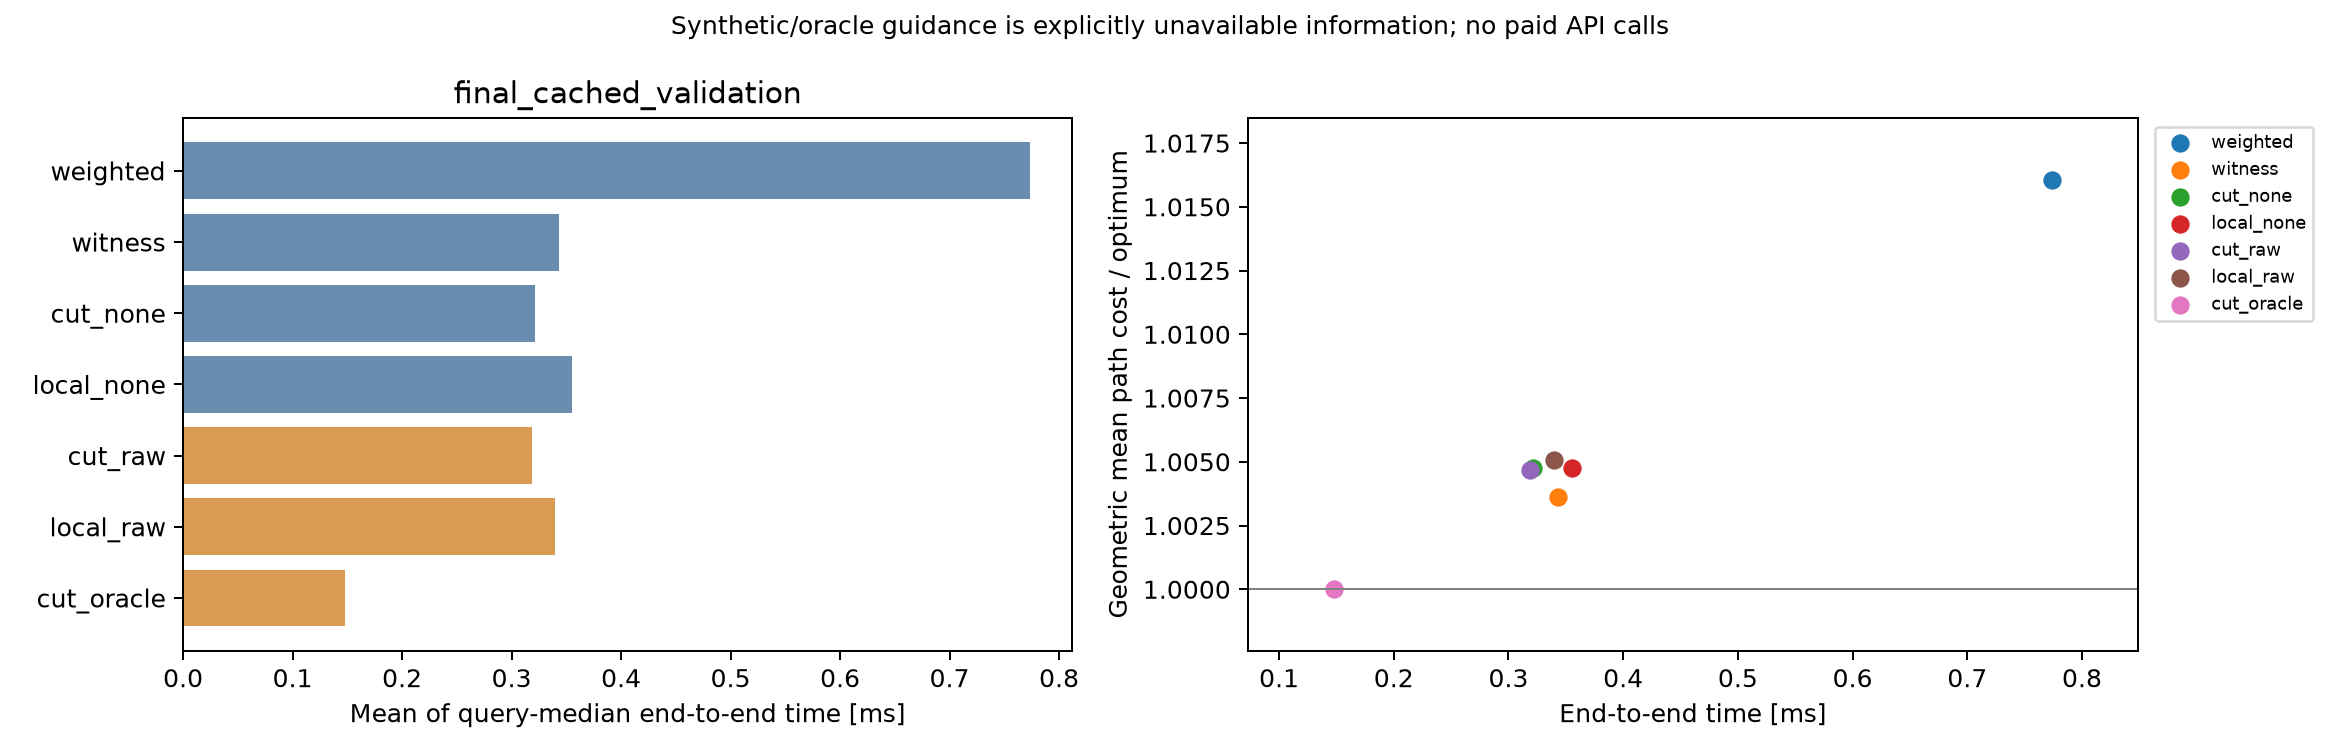 Synthetic/oracle guidance is explicitly unavailable information; no paid API calls
final_cached_validation
weighted
witness
cut_none
local_none
cut_raw
local_raw
cut_oracle
0.0 0.1 0.2 0.3 0.4 0.5 0.6 0.7 0.8
Mean of query-median end-to-end time [ms]
Geometric mean path cost / optimum
1.0175
1.0150
1.0125
1.0100
1.0075
1.0050
1.0025
1.0000
0.1 0.2 0.3 0.4 0.5 0.6 0.7 0.8
End-to-end time [ms]
weighted
witness
cut_none
local_none
cut_raw
local_raw
cut_oracle